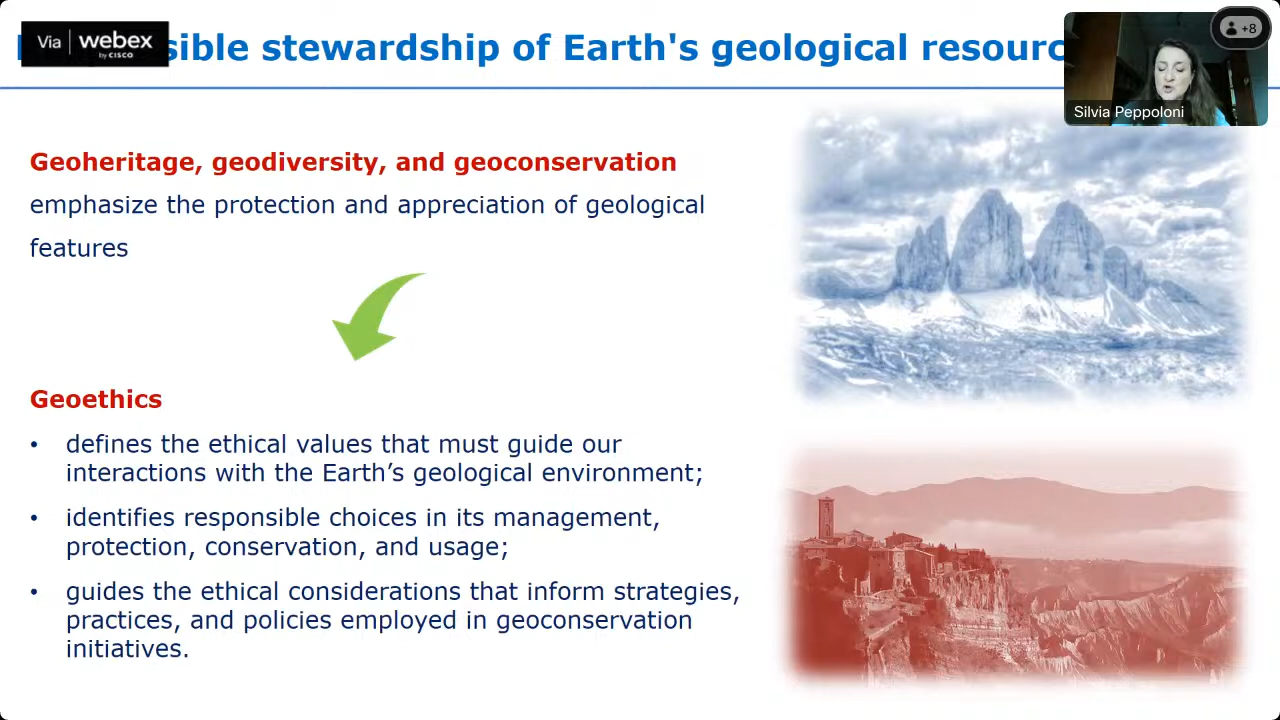 Via webex
by CISCO
sible stewardship of Earth's geological resourc
+8
Silvia Peppoloni
Geoheritage, geodiversity, and geoconservation
emphasize the protection and appreciation of geological
features
Geoethics
• defines the ethical values that must guide our
interactions with the Earth’s geological environment;
• identifies responsible choices in its management,
protection, conservation, and usage;
• guides the ethical considerations that inform strategies,
practices, and policies employed in geoconservation
initiatives.